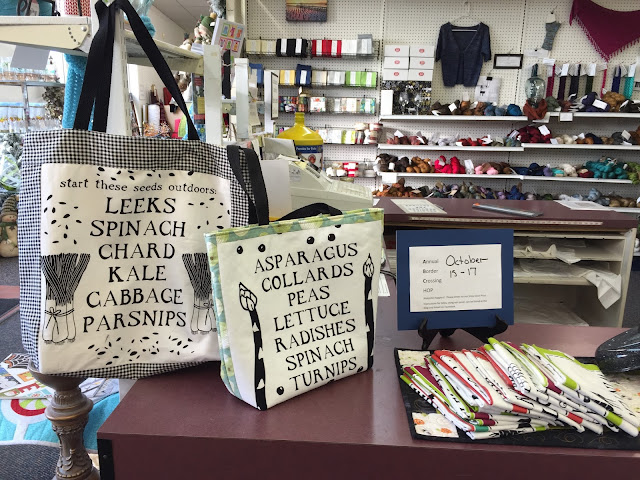 start these seeds outdoors:
LEEKS
SPINACH
CHARD
KALE
CABBAGE
PARSNIPS
ASPARAGUS
COLLARDS
PEAS
LETTUCE
RADISHES
SPINACH
TURNIPS
Annual
Border
Crossing
HOP
October
13-17